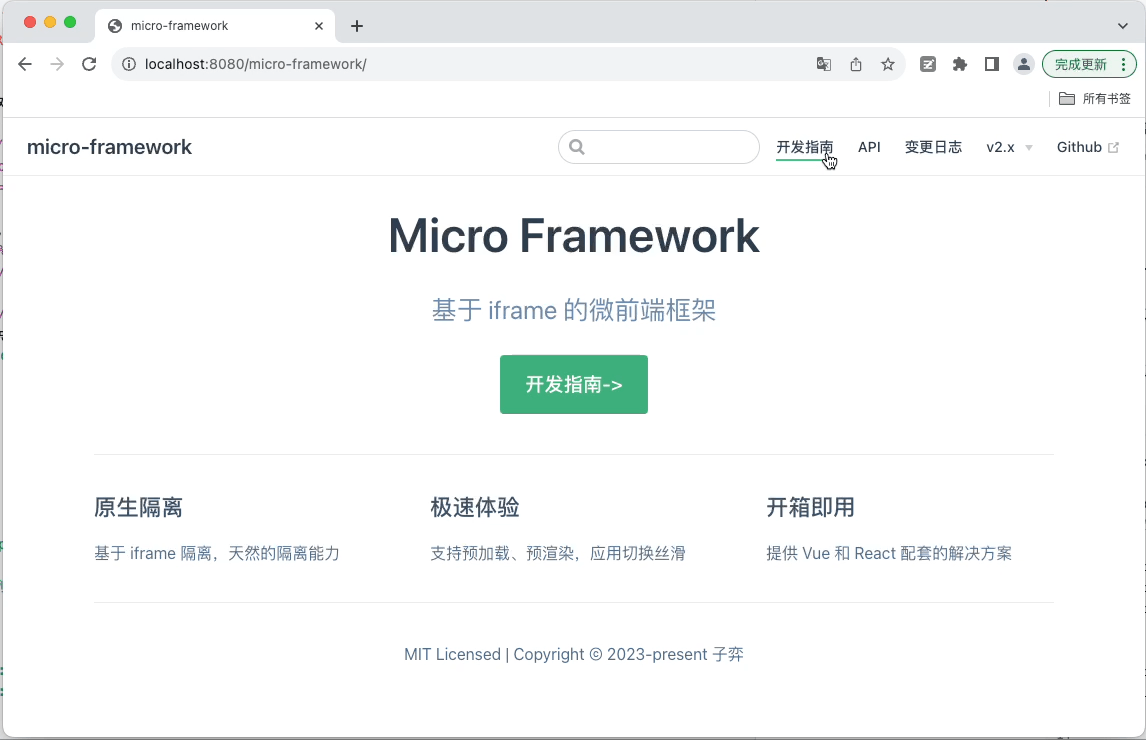 micro-framework
localhost:8080/micro-framework/
完成更新
所有书签
micro-framework
开发指南 API 变更日志 v2.x Github
Micro Framework
基于 iframe 的微前端框架
开发指南->
原生隔离
基于 iframe 隔离，天然的隔离能力
极速体验
支持预加载、预渲染，应用切换丝滑
开箱即用
提供 Vue 和 React 配套的解决方案
MIT Licensed | Copyright © 2023-present 子弈